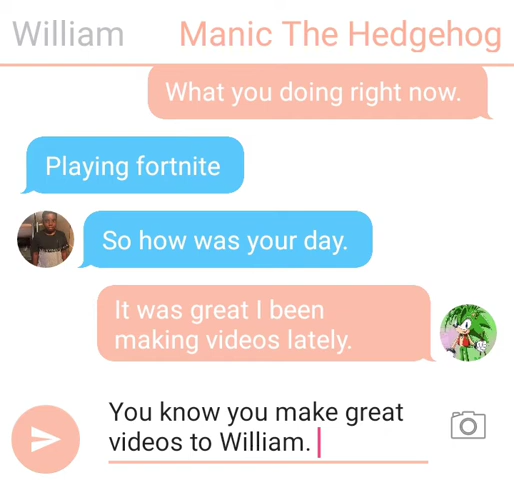 William
Manic The Hedgehog
What you doing right now.
Playing fortnite
So how was your day.
It was great I been
making videos lately.
You know you make great
videos to William.